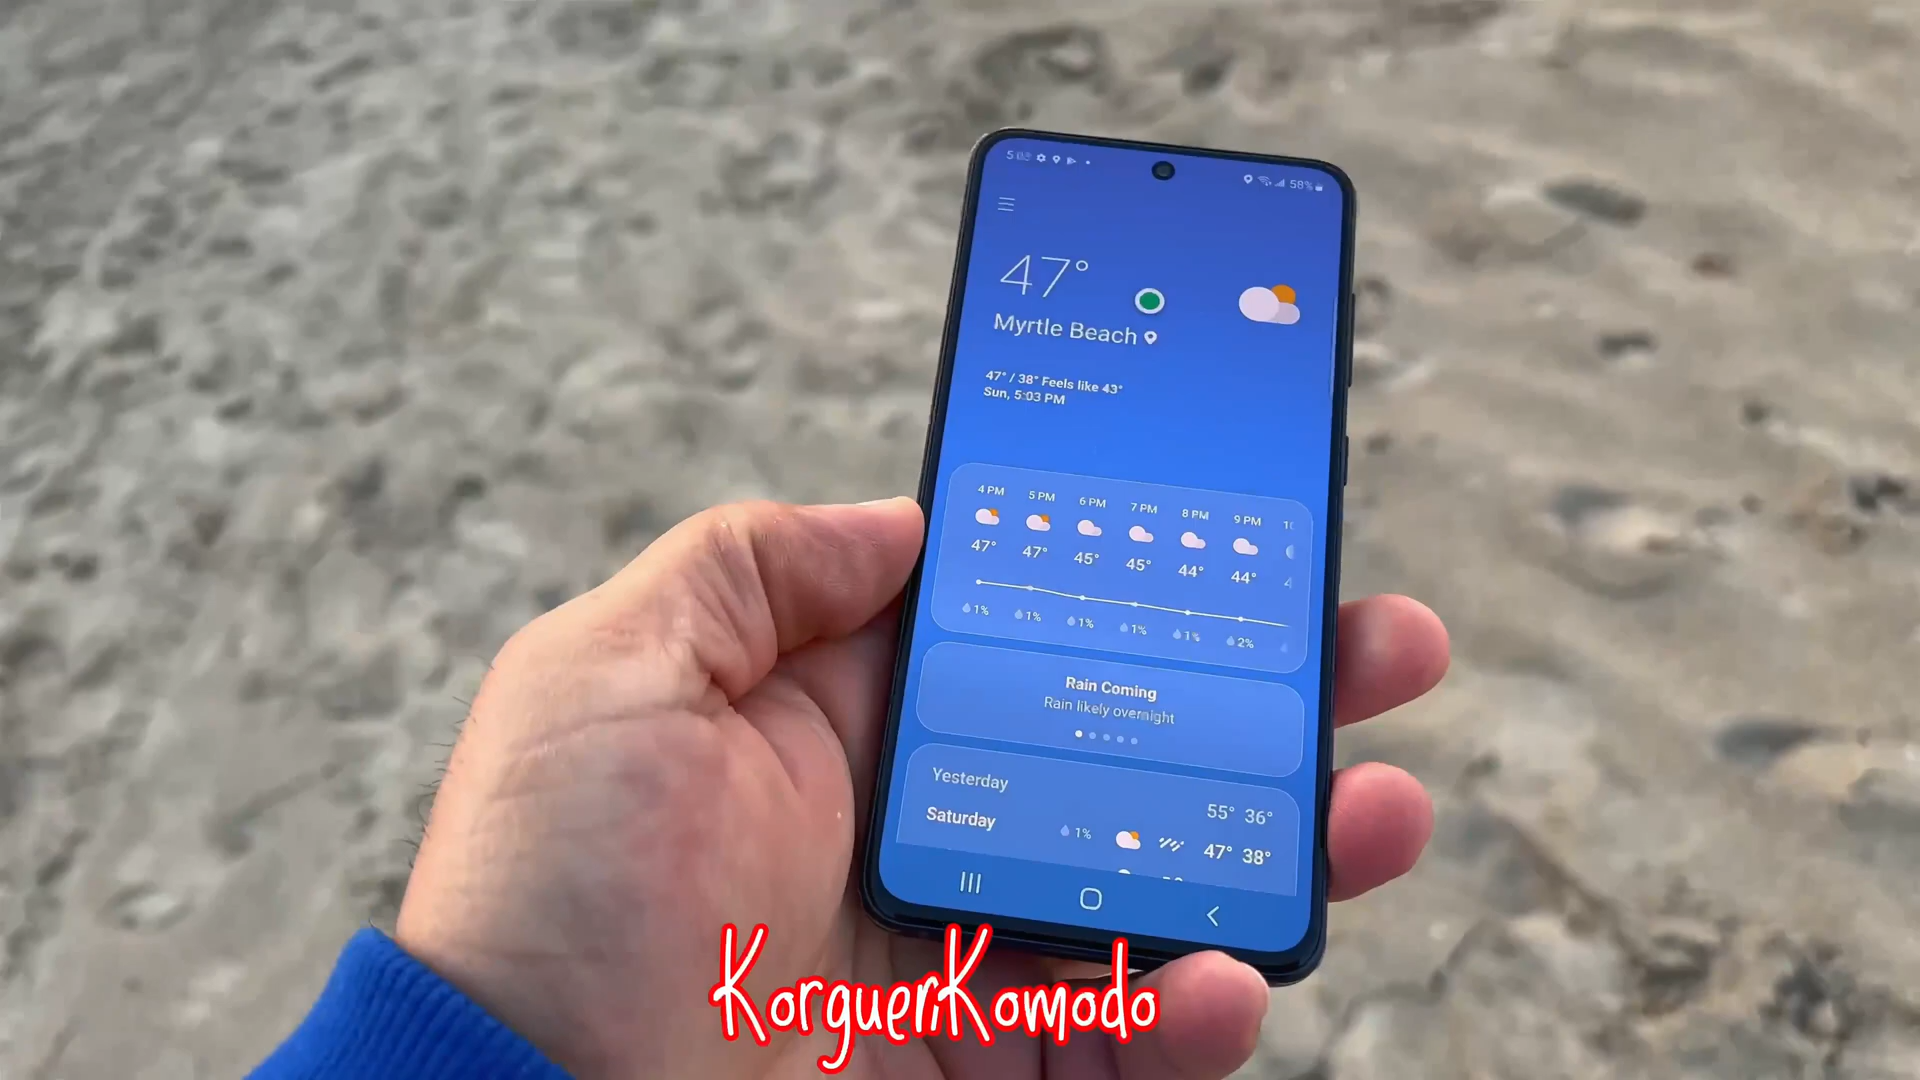 58%
47°
Myrtle Beach
47° / 38° Feels like 43°
Sun, 5:03 PM
4 PM 5 PM 6 PM 7 PM 8 PM 9 PM
47° 47° 45° 45° 44° 44°
1% 1% 1% 1% 1% 2%
Rain Coming
Rain likely overnight
Yesterday 55° 36°
Saturday 1% 47° 38°
KorguerıKomodo